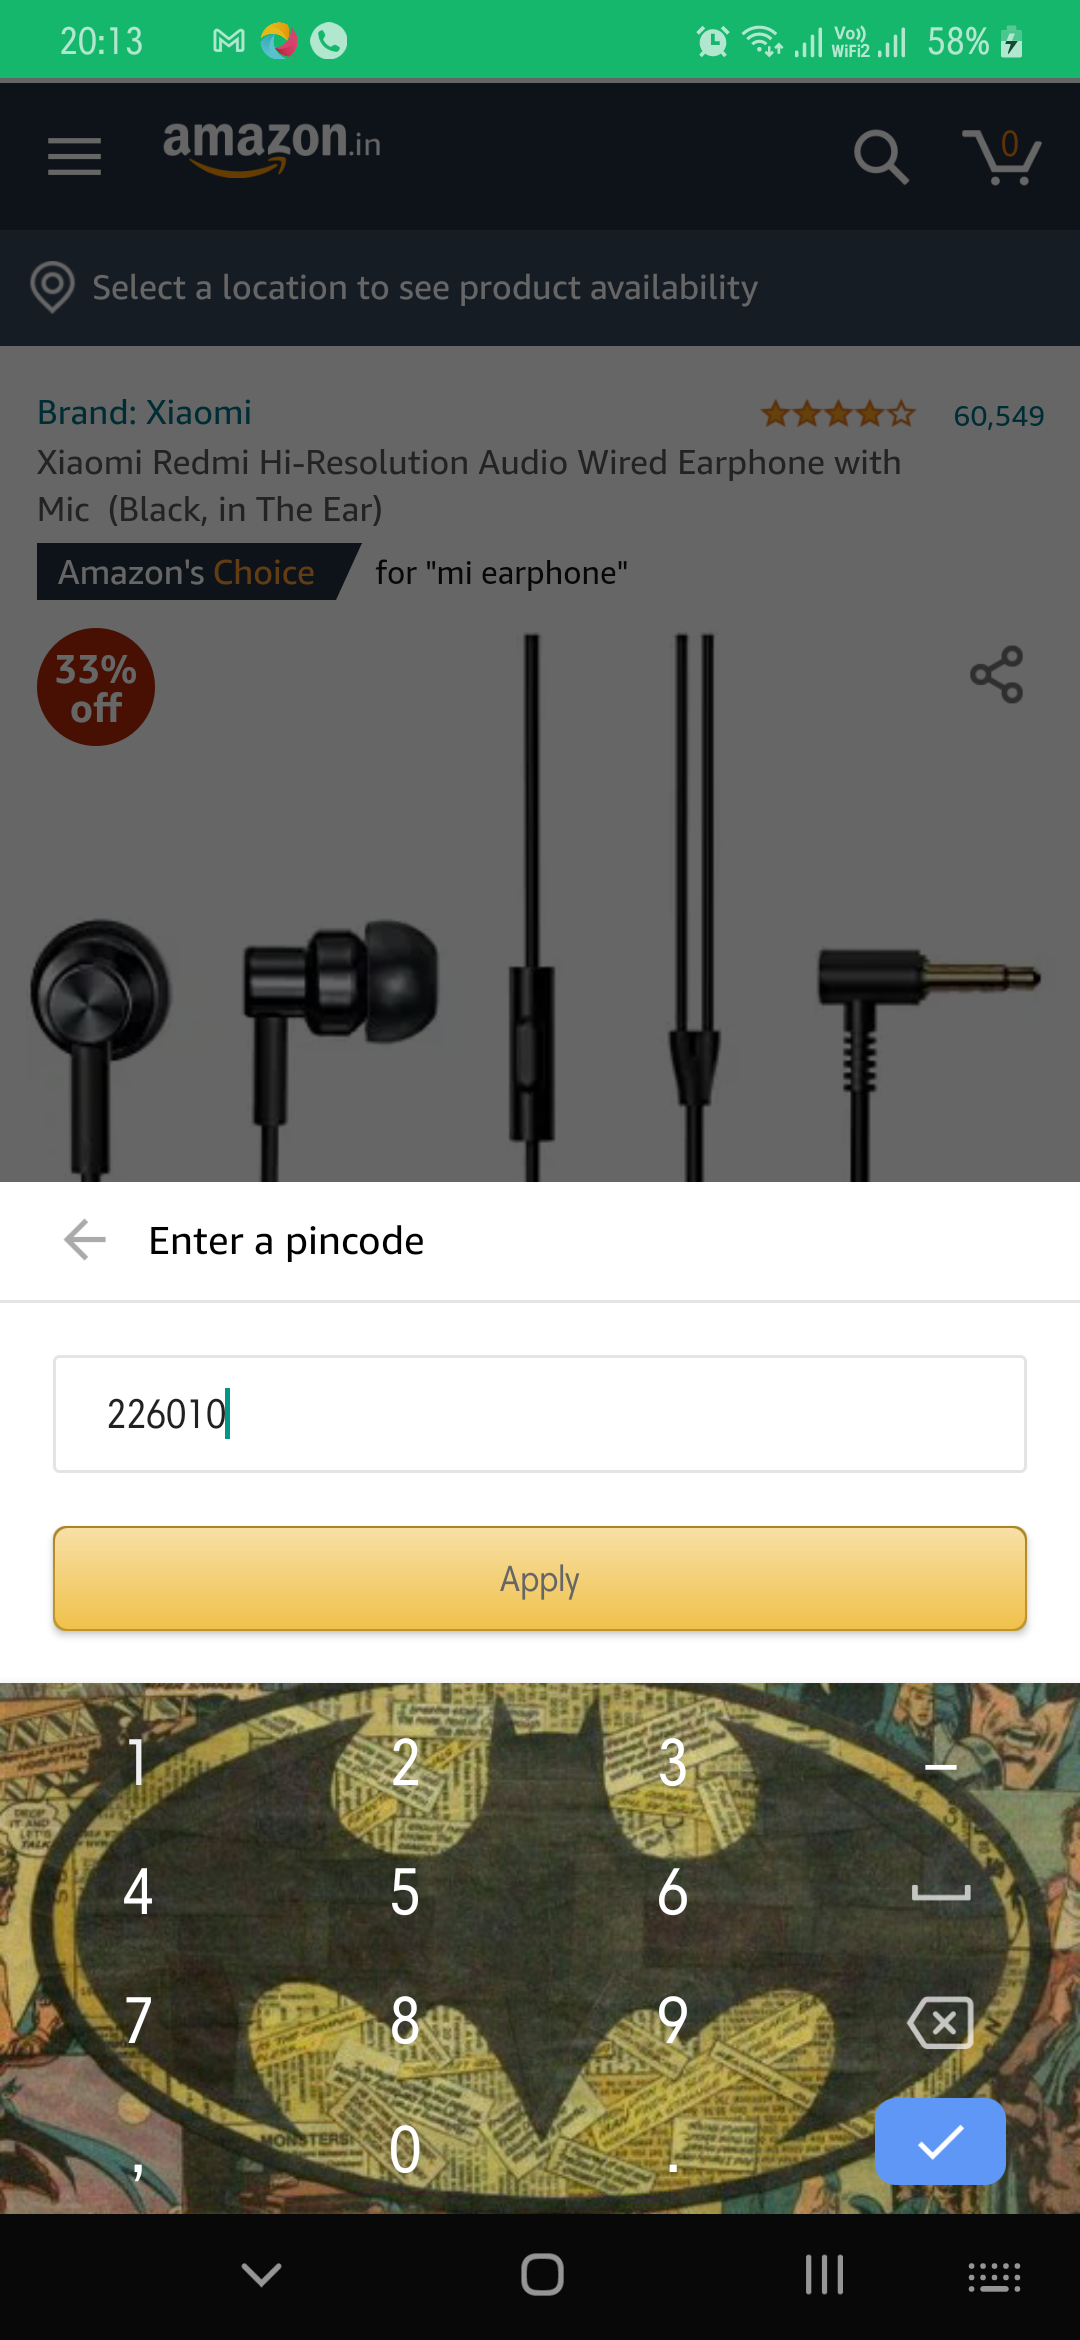 20:13
Vo)) WiFi2
58%
amazon.in
0
Select a location to see product availability
Brand: Xiaomi
60,549
Xiaomi Redmi Hi-Resolution Audio Wired Earphone with
Mic (Black, in The Ear)
Amazon's Choice for "mi earphone"
33%
off
Enter a pincode
226010
Apply
1 2 3 –
4 5 6
7 8 9
, 0 .
MONSTERS!